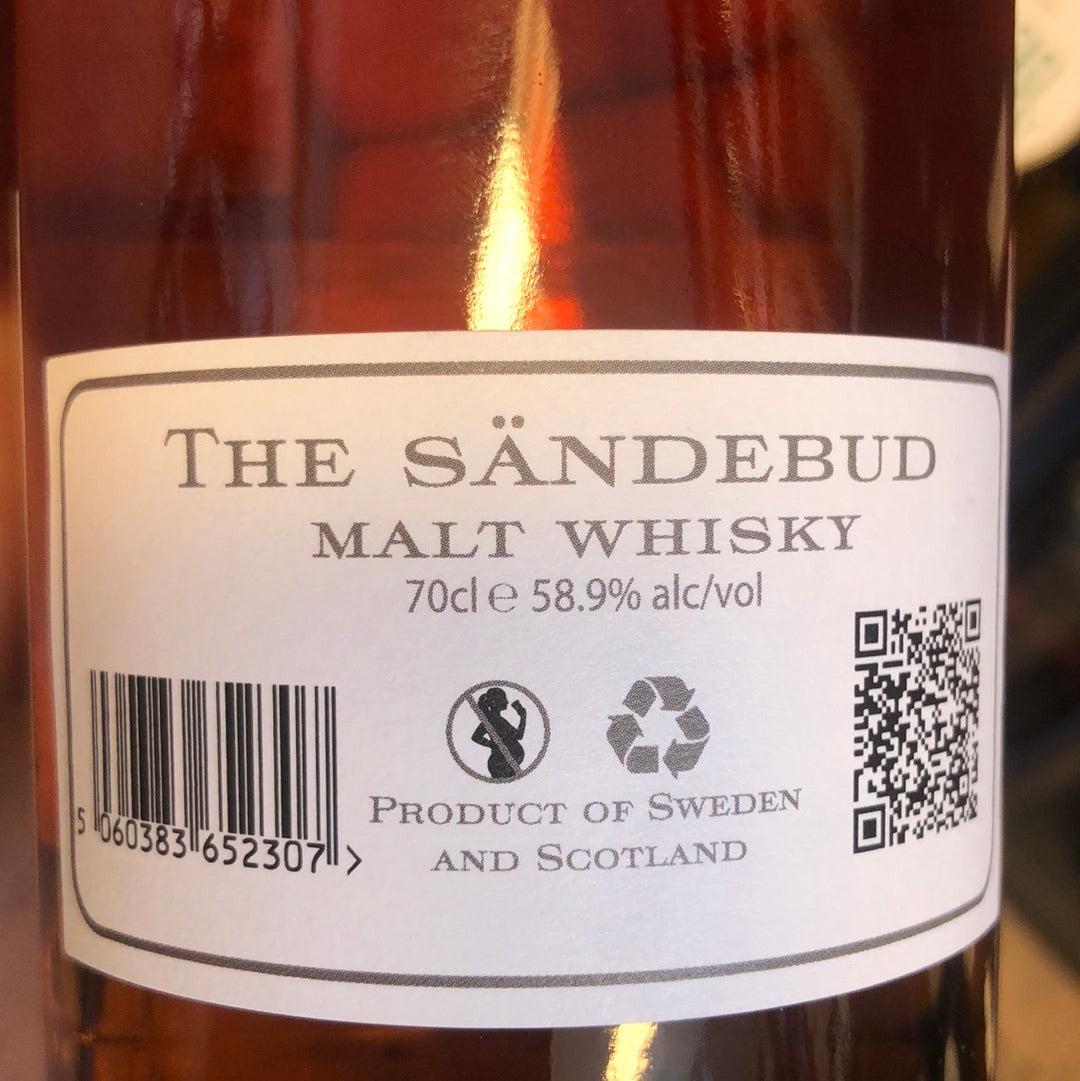 THE SÄNDEBUD
MALT WHISKY
70cl ℮ 58.9% alc/vol
5 060383 652307 >
PRODUCT OF SWEDEN
AND SCOTLAND